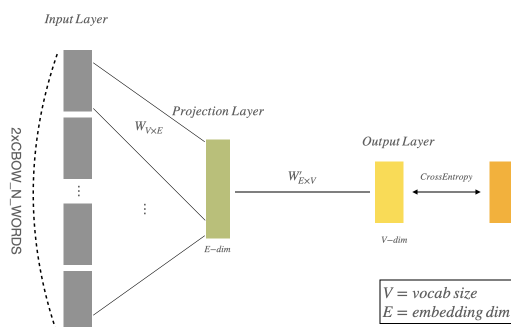 Input Layer
Projection Layer
W_{V×E}
2xCBOW_N_WORDS
⋮
⋮
E−dim
W'_{E×V}
Output Layer
CrossEntropy
V−dim
V = vocab size
E = embedding dim